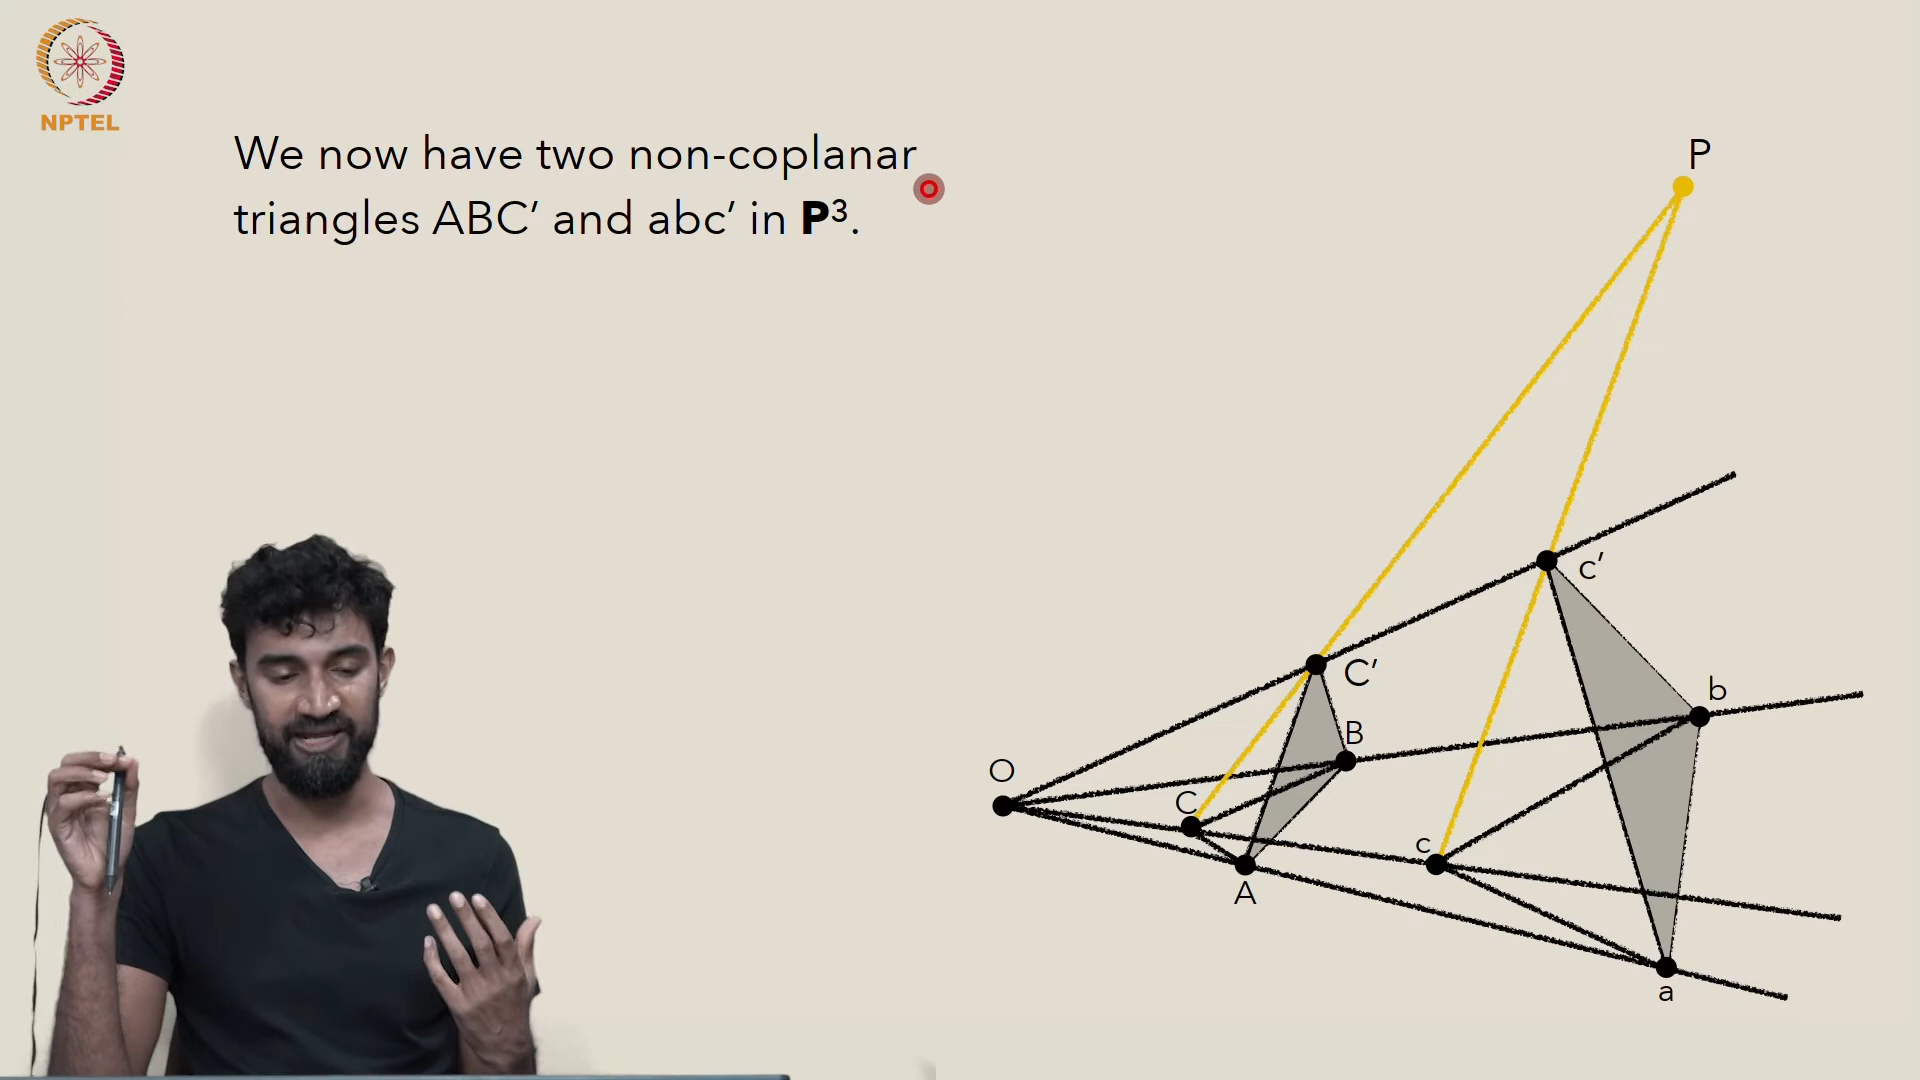 NPTEL
We now have two non-coplanar
triangles ABC′ and abc′ in P³.
P
c′
C′
b
B
O
C
c
A
a